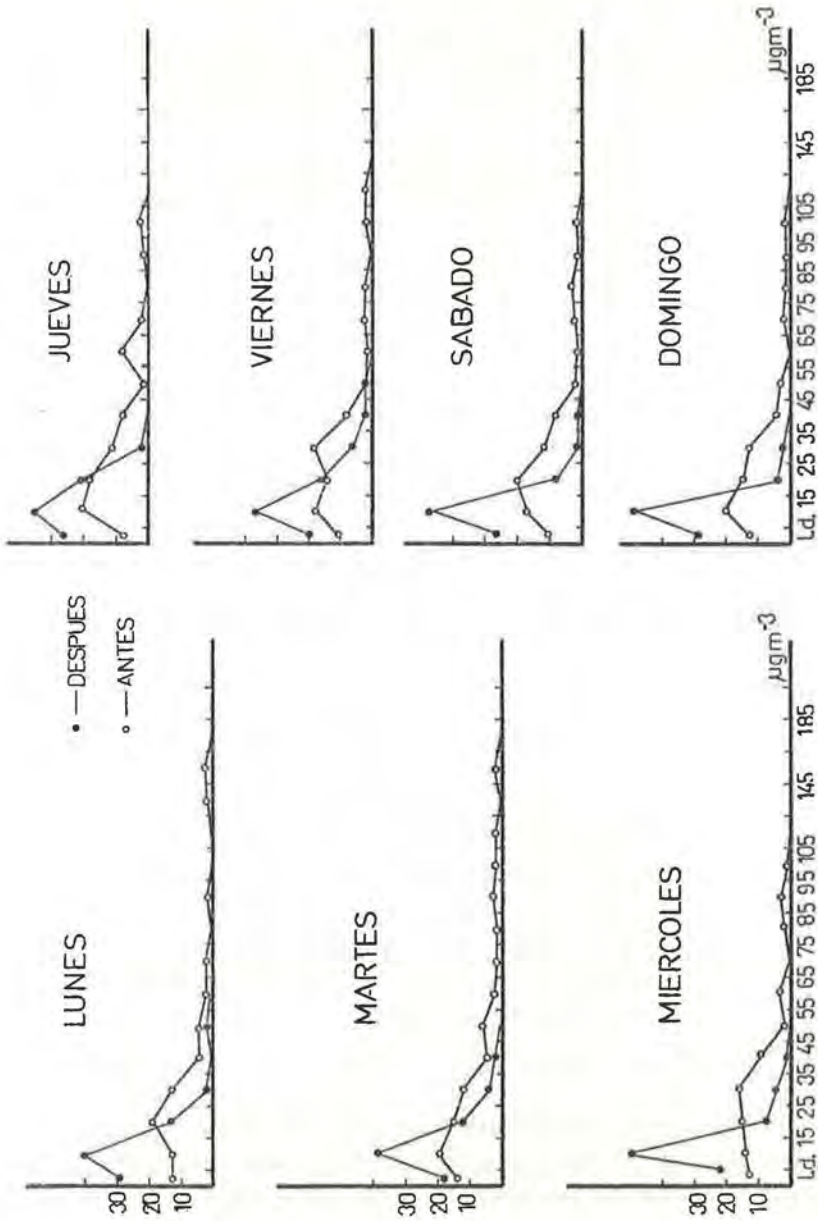 • — DESPUES
○ — ANTES
LUNES
30
20
10
MARTES
30
20
10
MIERCOLES
30
20
10
l.d. 15 25 35 45 55 65 75 85 95 105 145 185
µgm-3
JUEVES
VIERNES
SABADO
DOMINGO
l.d. 15 25 35 45 55 65 75 85 95 105 145 185
µgm-3